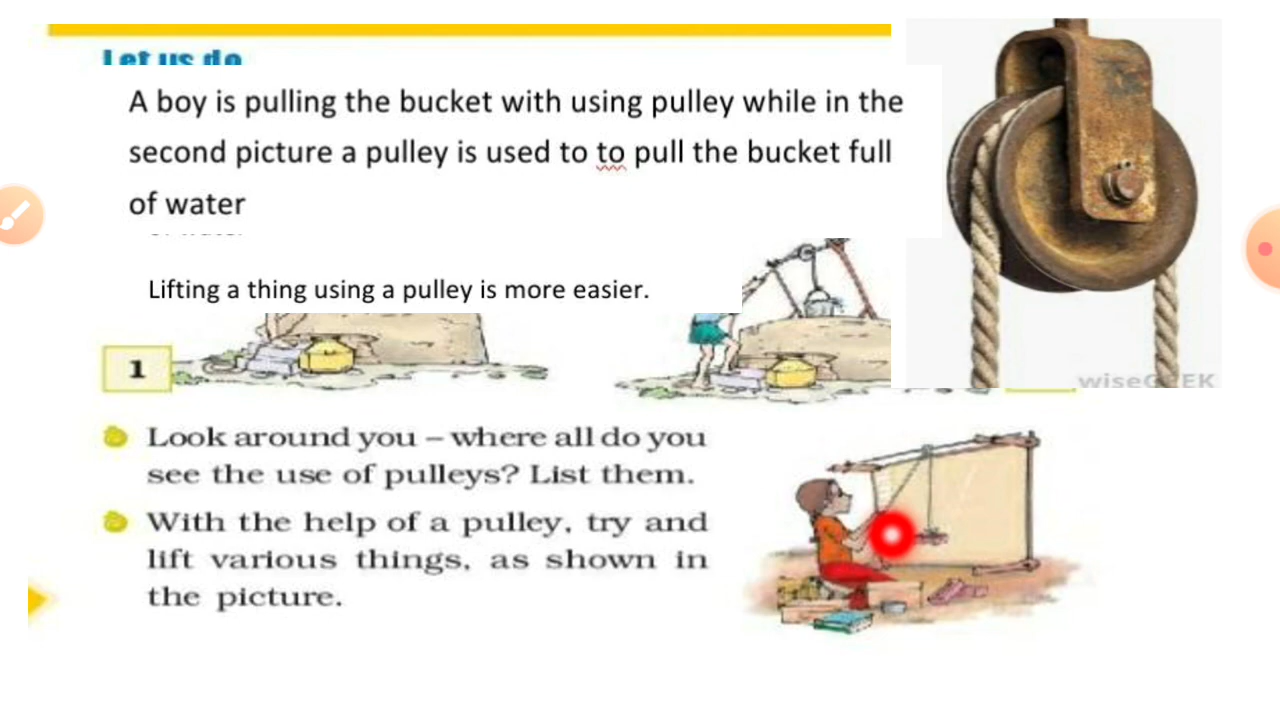 Let us do
A boy is pulling the bucket with using pulley while in the
second picture a pulley is used to to pull the bucket full
of water
Lifting a thing using a pulley is more easier.
1
Look around you – where all do you
see the use of pulleys? List them.
With the help of a pulley, try and
lift various things, as shown in
the picture.